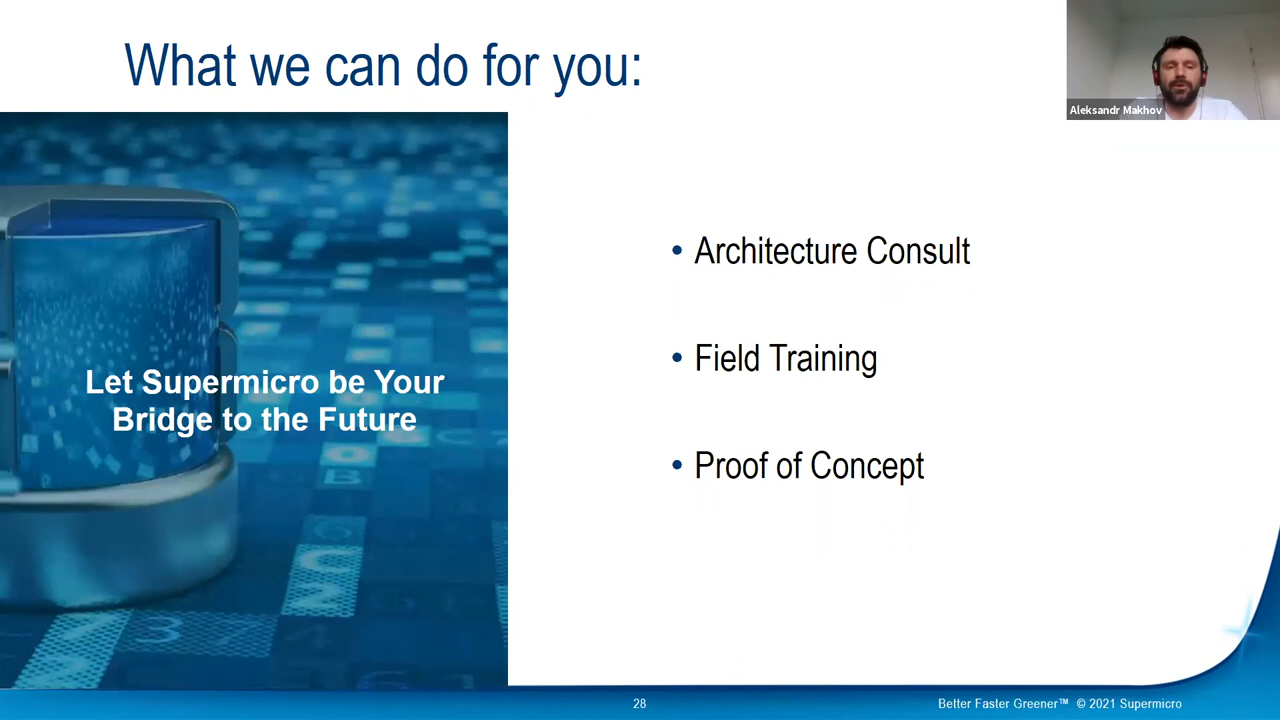 What we can do for you:
Aleksandr Makhov
Let Supermicro be Your
Bridge to the Future
• Architecture Consult
• Field Training
• Proof of Concept
28
Better Faster Greener™ © 2021 Supermicro